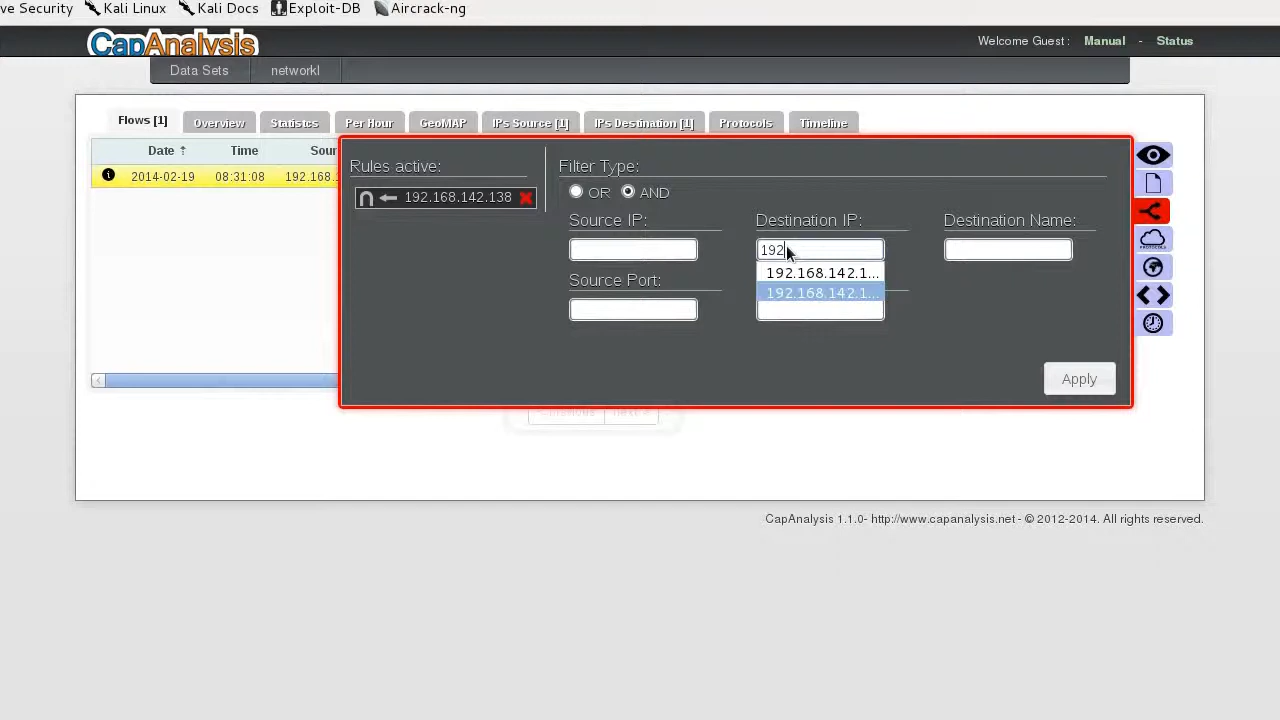 ve Security Kali Linux Kali Docs Exploit-DB Aircrack-ng
CapAnalysis
Welcome Guest : Manual - Status
Data Sets networkl
Flows [1] Overview Statistcs Per Hour GeoMAP IPs Source [1] IPs Destination [1] Protocols Timeline
Date Time Sour
2014-02-19 08:31:08 192.168.
Rules active:
192.168.142.138
Filter Type:
OR AND
Source IP: Destination IP: Destination Name:
192
192.168.142.1...
Source Port:
192.168.142.1...
Apply
next >
PROTOCOLS
CapAnalysis 1.1.0- http://www.capanalysis.net - © 2012-2014. All rights reserved.